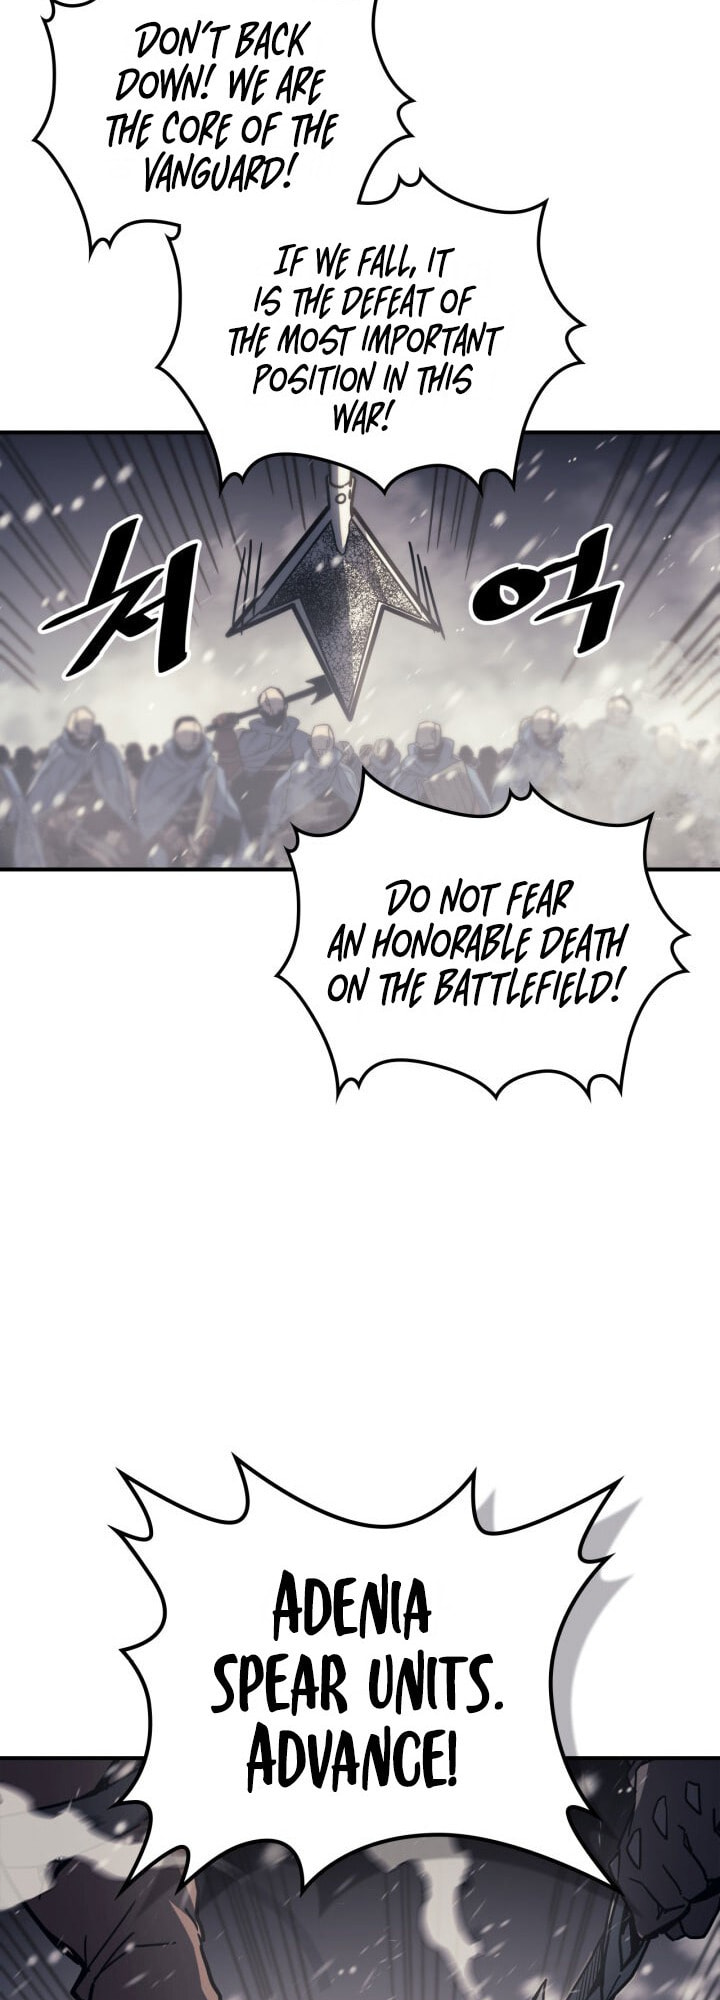 DON'T BACK
DOWN! WE ARE
THE CORE OF THE
VANGUARD!
IF WE FALL, IT
IS THE DEFEAT OF
THE MOST IMPORTANT
POSITION IN THIS
WAR!
처억
DO NOT FEAR
AN HONORABLE DEATH
ON THE BATTLEFIELD!
ADENIA
SPEAR UNITS.
ADVANCE!